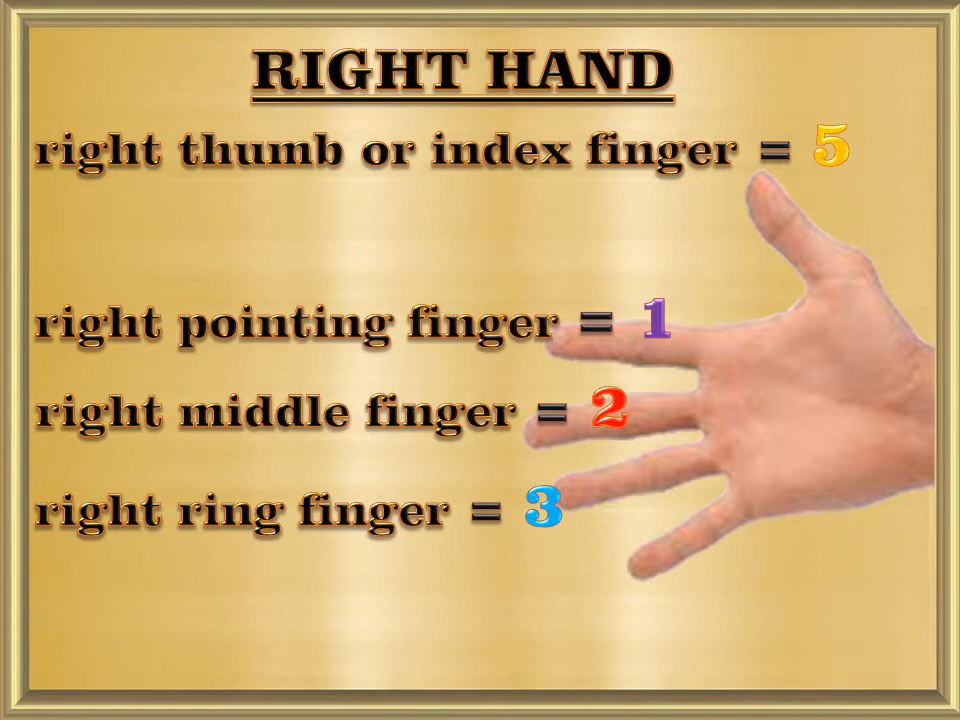 RIGHT HAND
right thumb or index finger = 5
right pointing finger = 1
right middle finger = 2
right ring finger = 3